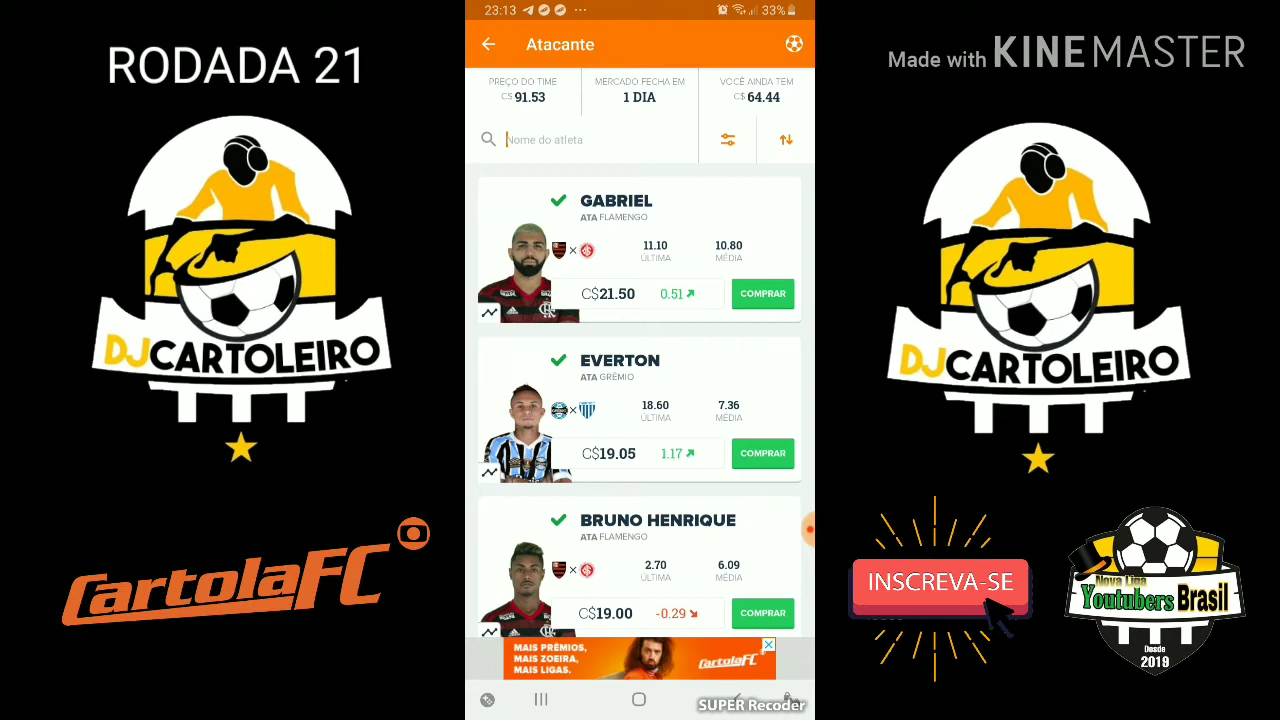 RODADA 21
DJCARTOLEIRO
CartolaFC
23:13
33%
Atacante
PREÇO DO TIME
C$ 91.53
MERCADO FECHA EM
1 DIA
VOCÊ AINDA TEM
C$ 64.44
Nome do atleta
GABRIEL
ATA FLAMENGO
11.10
ÚLTIMA
10.80
MÉDIA
C$21.50
0.51
COMPRAR
EVERTON
ATA GRÊMIO
18.60
ÚLTIMA
7.36
MÉDIA
C$19.05
1.17
COMPRAR
BRUNO HENRIQUE
ATA FLAMENGO
2.70
ÚLTIMA
6.09
MÉDIA
C$19.00
-0.29
COMPRAR
MAIS PRÊMIOS,
MAIS ZOEIRA,
MAIS LIGAS.
CartolaFC
SUPER Recoder
Made with KINEMASTER
DJCARTOLEIRO
INSCREVA-SE
Nova Liga
Youtubers Brasil
Desde
2019